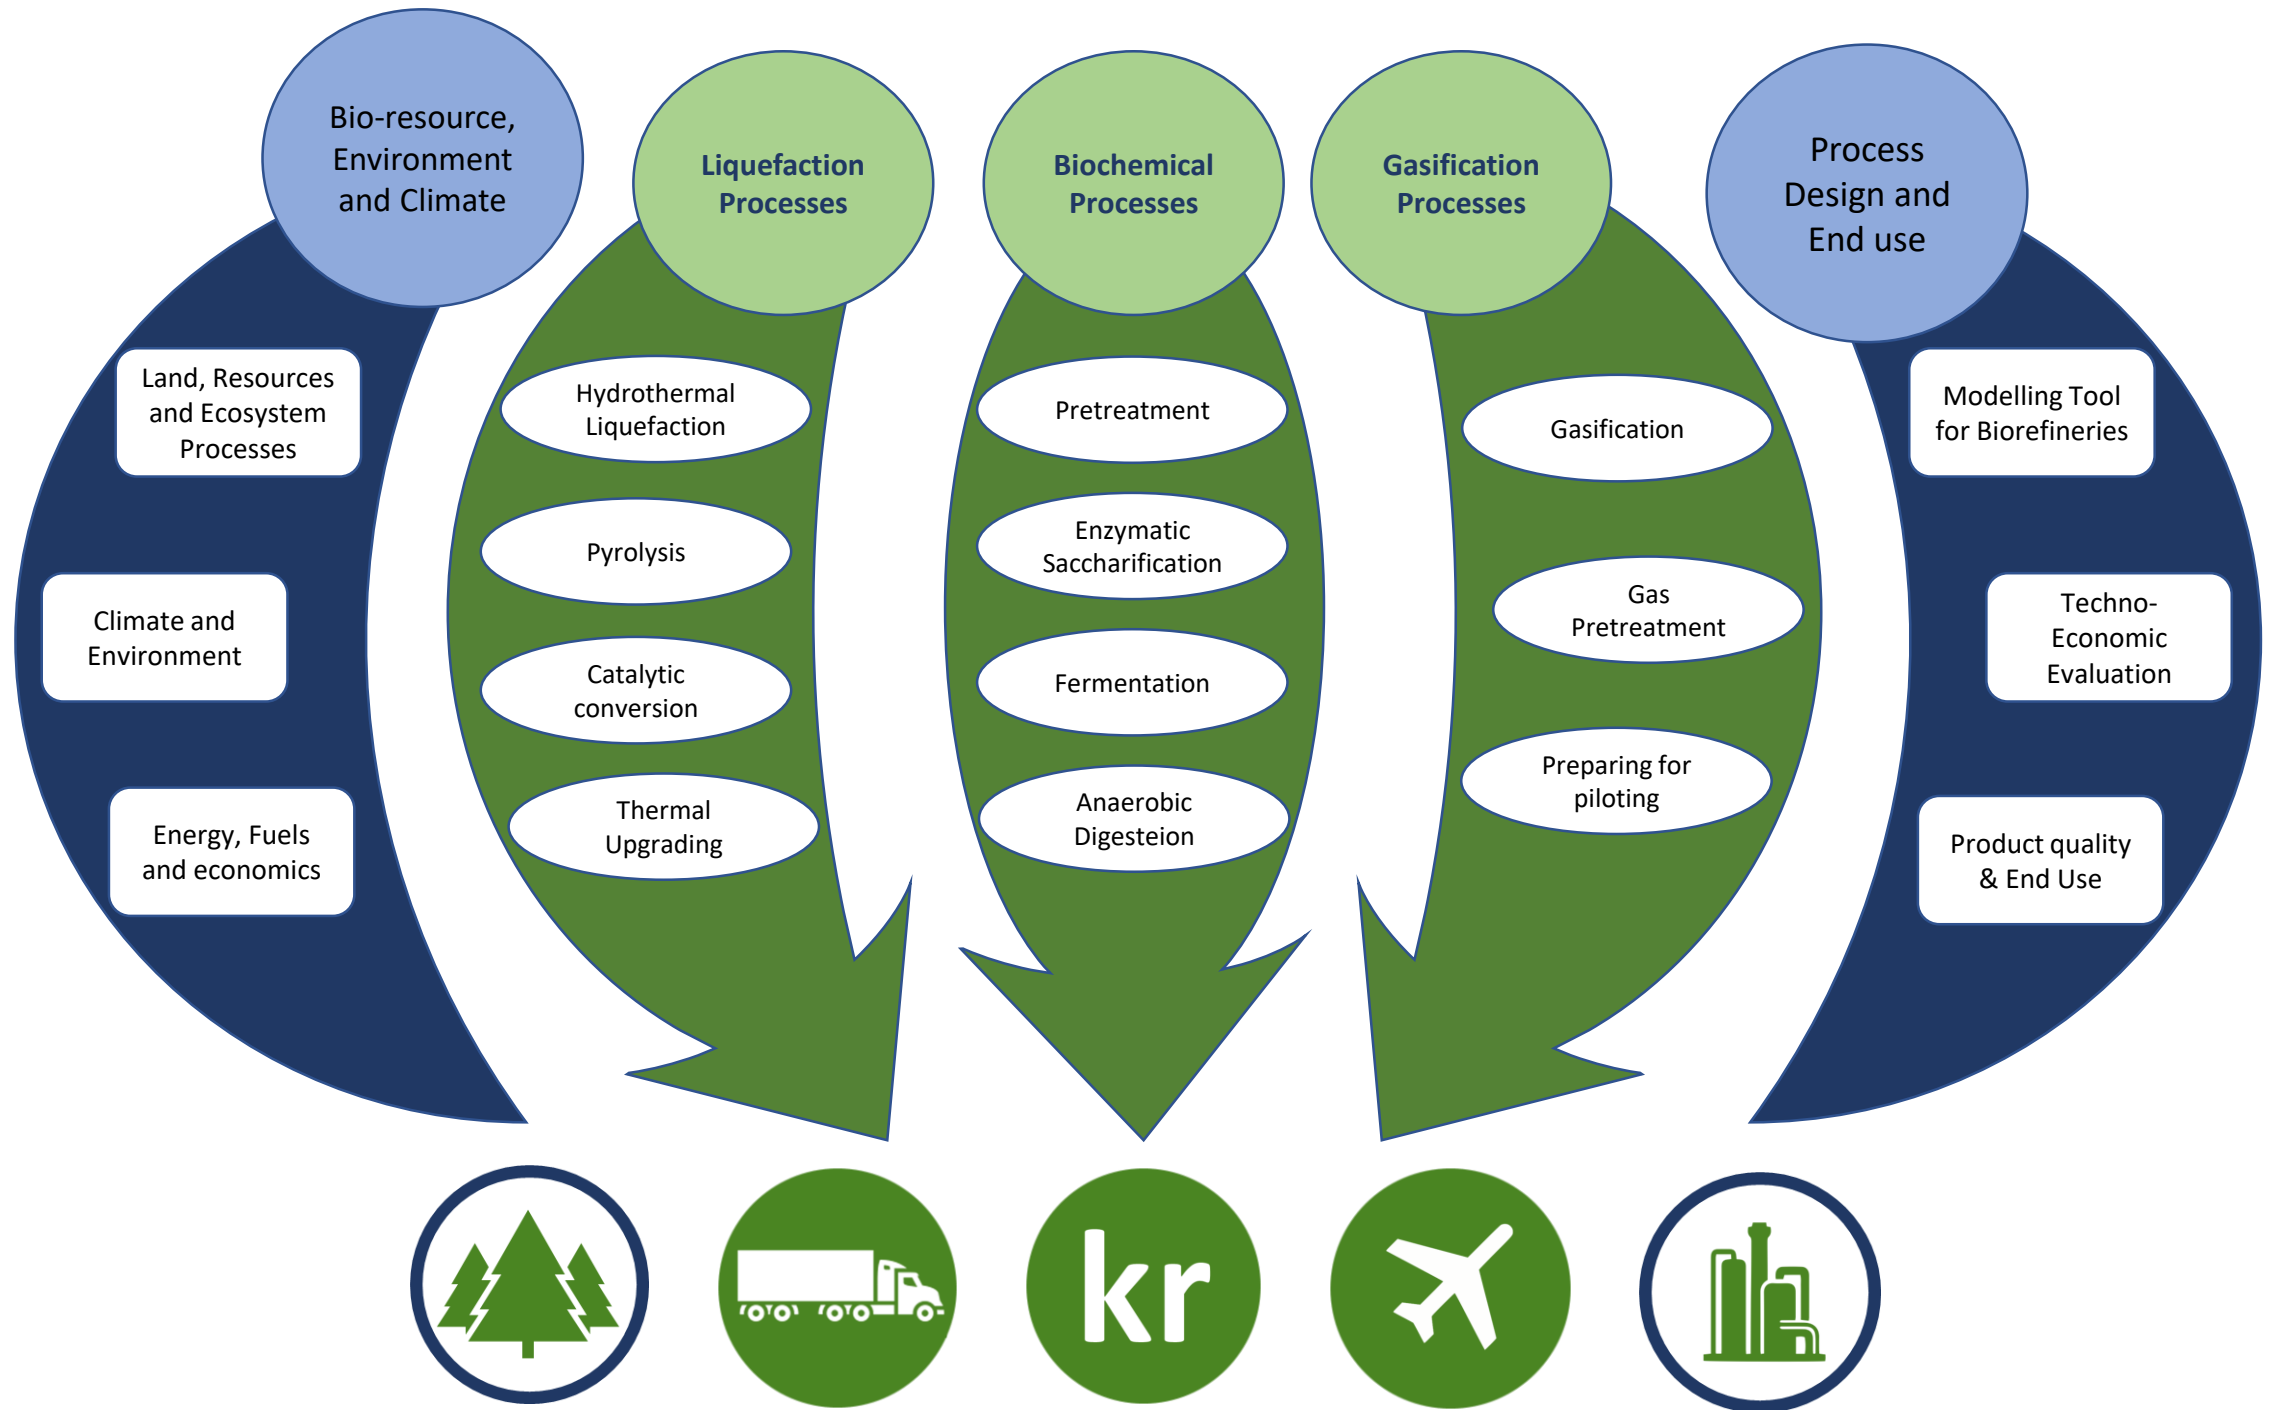 Bio-resource,
Environment
and Climate
Land, Resources
and Ecosystem
Processes
Climate and
Environment
Energy, Fuels
and economics
Liquefaction
Processes
Hydrothermal
Liquefaction
Pyrolysis
Catalytic
conversion
Thermal
Upgrading
Biochemical
Processes
Pretreatment
Enzymatic
Saccharification
Fermentation
Anaerobic
Digesteion
Gasification
Processes
Gasification
Gas
Pretreatment
Preparing for
piloting
Process
Design and
End use
Modelling Tool
for Biorefineries
Techno-
Economic
Evaluation
Product quality
& End Use
kr